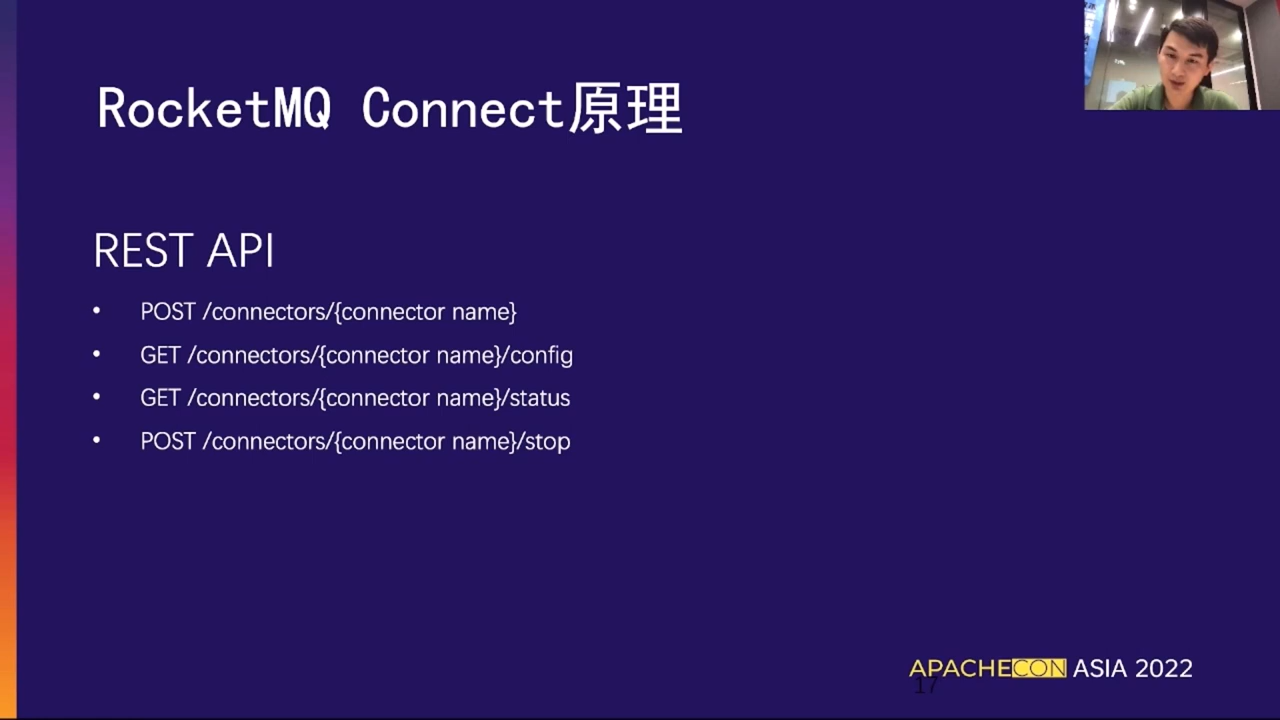 RocketMQ Connect原理
REST API
• POST /connectors/{connector name}
• GET /connectors/{connector name}/config
• GET /connectors/{connector name}/status
• POST /connectors/{connector name}/stop
APACHECON ASIA 2022
17